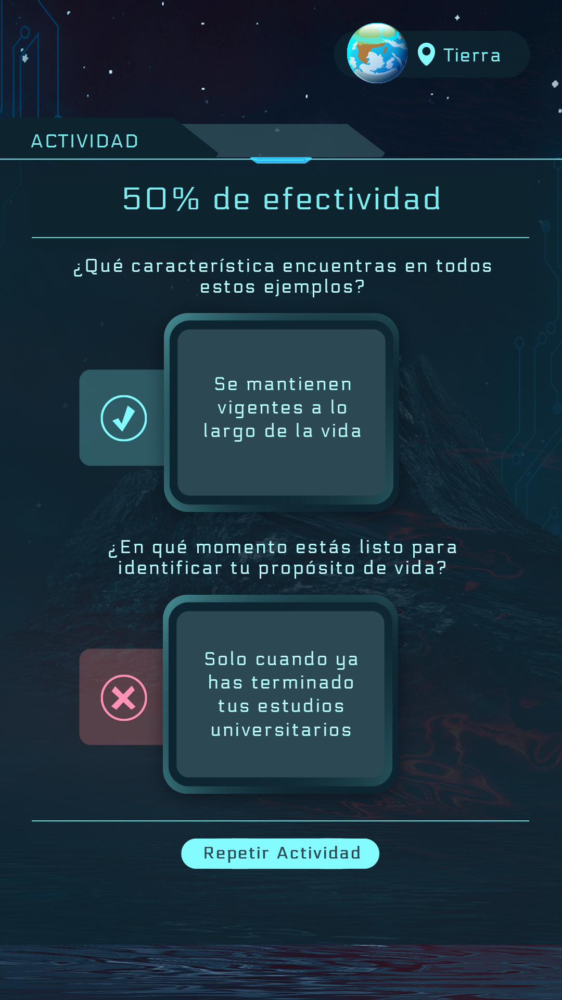 Tierra
ACTIVIDAD
50% de efectividad
¿Qué característica encuentras en todos
estos ejemplos?
Se mantienen
vigentes a lo
largo de la vida
¿En qué momento estás listo para
identificar tu propósito de vida?
Solo cuando ya
has terminado
tus estudios
universitarios
Repetir Actividad